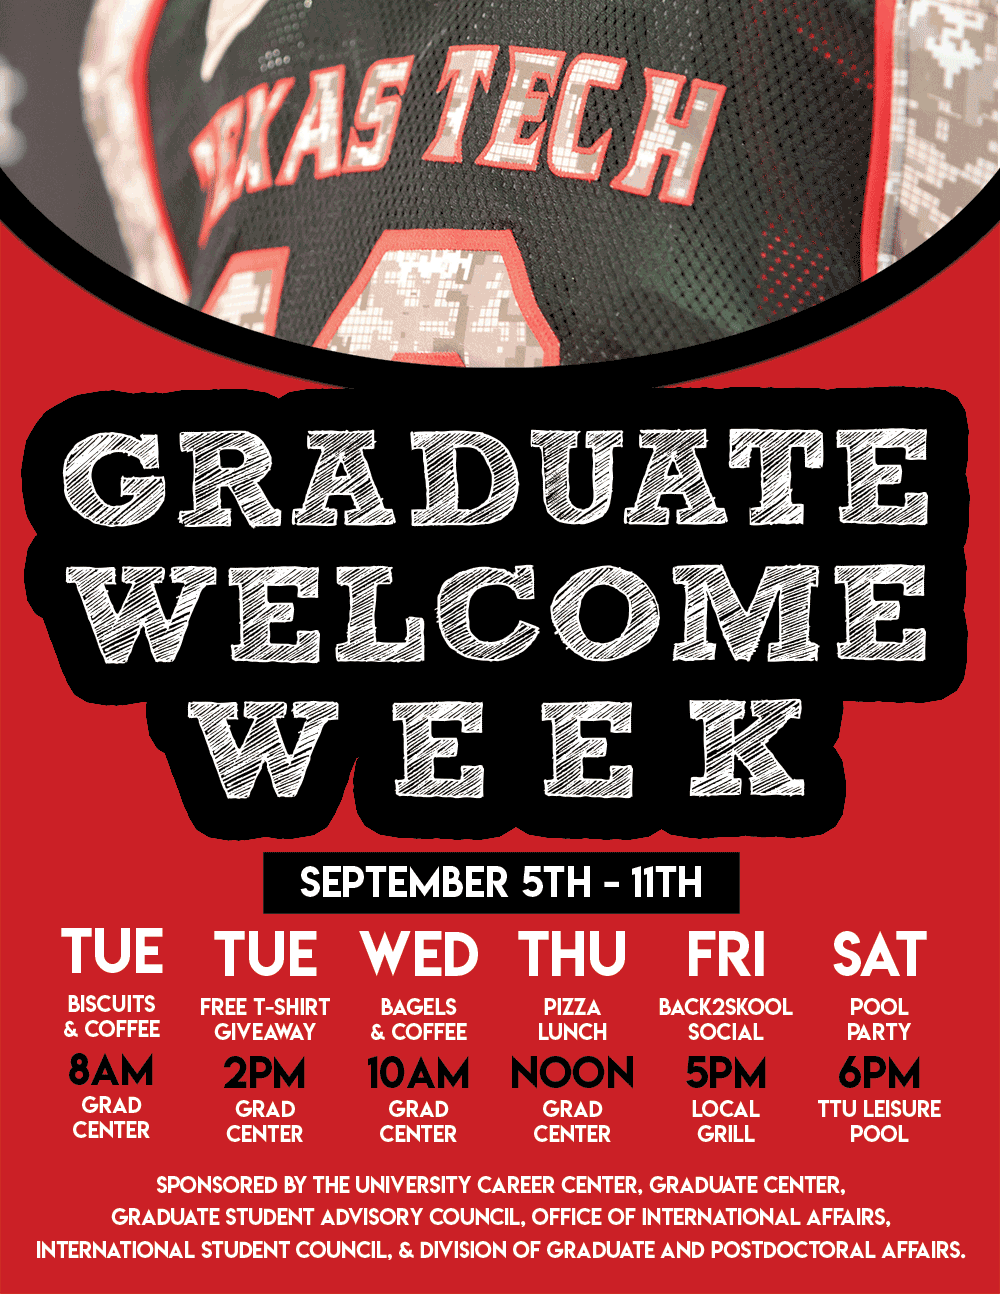 TEXAS TECH
GRADUATE
WELCOME
WEEK
SEPTEMBER 5TH - 11TH
TUE
BISCUITS
& COFFEE
8AM
GRAD
CENTER
TUE
FREE T-SHIRT
GIVEAWAY
2PM
GRAD
CENTER
WED
BAGELS
& COFFEE
10AM
GRAD
CENTER
THU
PIZZA
LUNCH
NOON
GRAD
CENTER
FRI
BACK2SKOOL
SOCIAL
5PM
LOCAL
GRILL
SAT
POOL
PARTY
6PM
TTU LEISURE
POOL
SPONSORED BY THE UNIVERSITY CAREER CENTER, GRADUATE CENTER,
GRADUATE STUDENT ADVISORY COUNCIL, OFFICE OF INTERNATIONAL AFFAIRS,
INTERNATIONAL STUDENT COUNCIL, & DIVISION OF GRADUATE AND POSTDOCTORAL AFFAIRS.